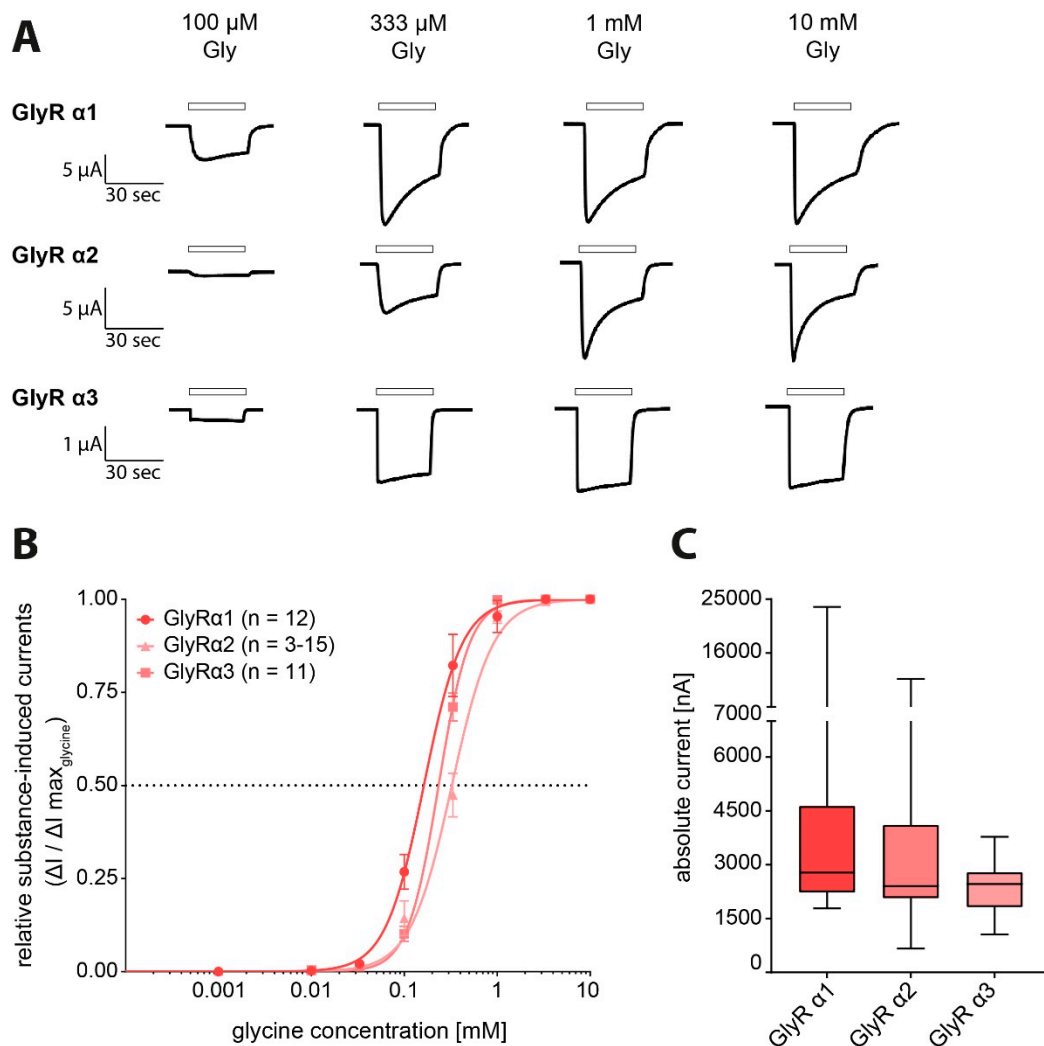 A
100 µM
Gly
333 µM
Gly
1 mM
Gly
10 mM
Gly
GlyR α1
5 µA
30 sec
GlyR α2
5 µA
30 sec
GlyR α3
1 µA
30 sec
B
relative substance-induced currents
(ΔI / ΔI max glycine)
1.00
0.75
0.50
0.25
0.00
GlyRα1 (n = 12)
GlyRα2 (n = 3-15)
GlyRα3 (n = 11)
0.001
0.01
0.1
1
10
glycine concentration [mM]
C
absolute current [nA]
25000
16000
7000
6000
4500
3000
1500
0
GlyR α1
GlyR α2
GlyR α3